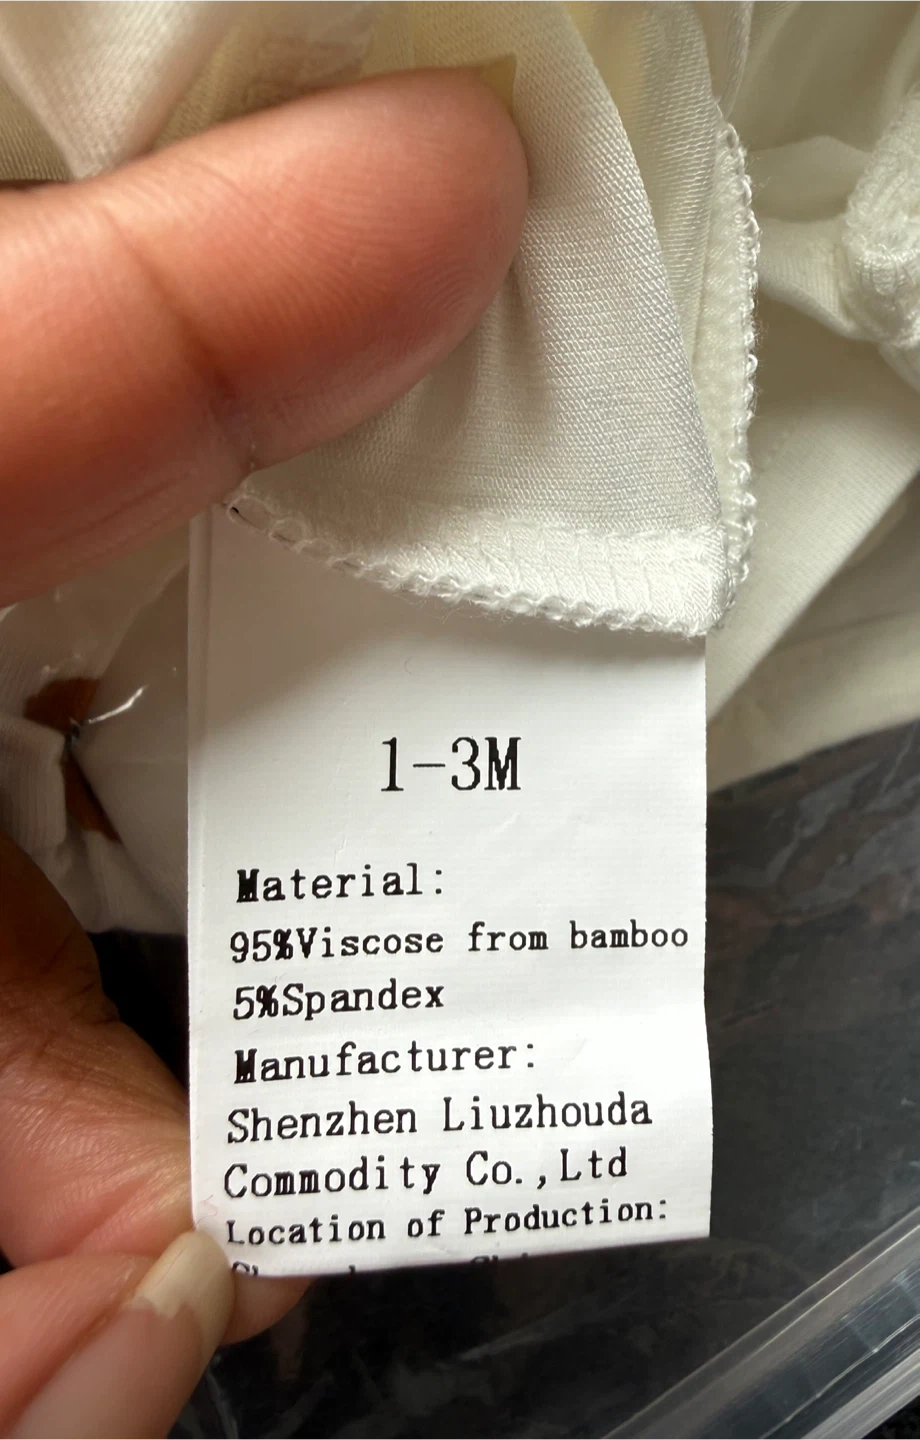 1-3M
Material:
95%Viscose from bamboo
5%Spandex
Manufacturer:
Shenzhen Liuzhouda
Commodity Co.,Ltd
Location of Production: